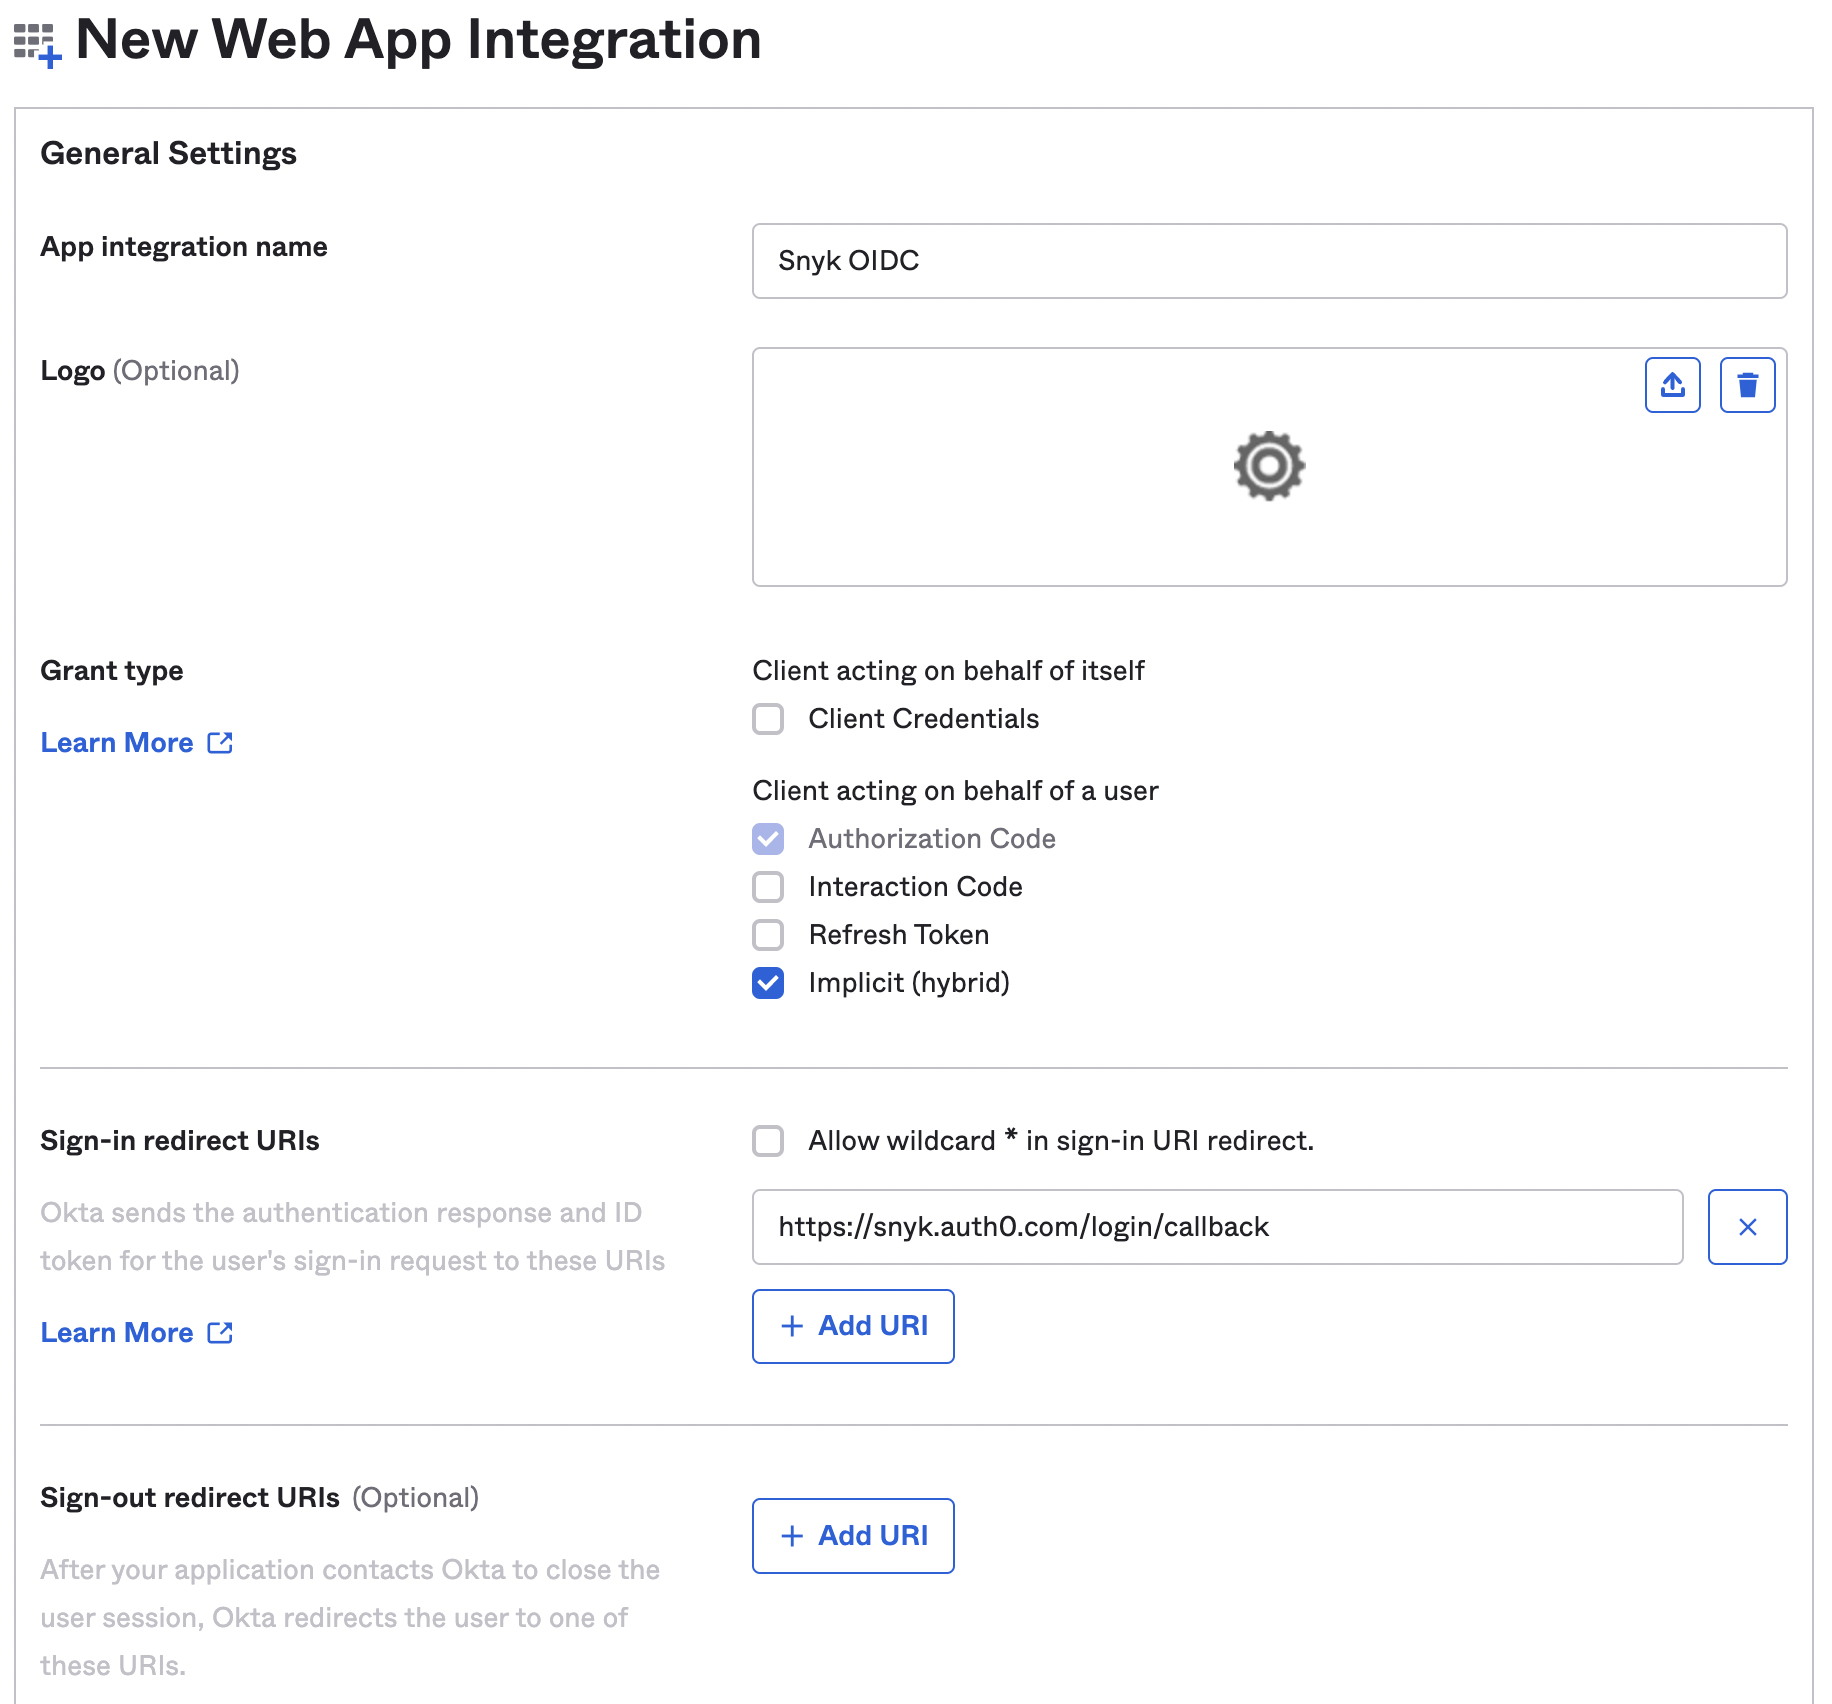 New Web App Integration
General Settings
App integration name
Snyk OIDC
Logo (Optional)
Grant type
Learn More
Client acting on behalf of itself
Client Credentials
Client acting on behalf of a user
Authorization Code
Interaction Code
Refresh Token
Implicit (hybrid)
Sign-in redirect URIs
Okta sends the authentication response and ID
token for the user's sign-in request to these URIs
Learn More
Allow wildcard * in sign-in URI redirect.
https://snyk.auth0.com/login/callback
+ Add URI
Sign-out redirect URIs (Optional)
After your application contacts Okta to close the
user session, Okta redirects the user to one of
these URIs.
+ Add URI